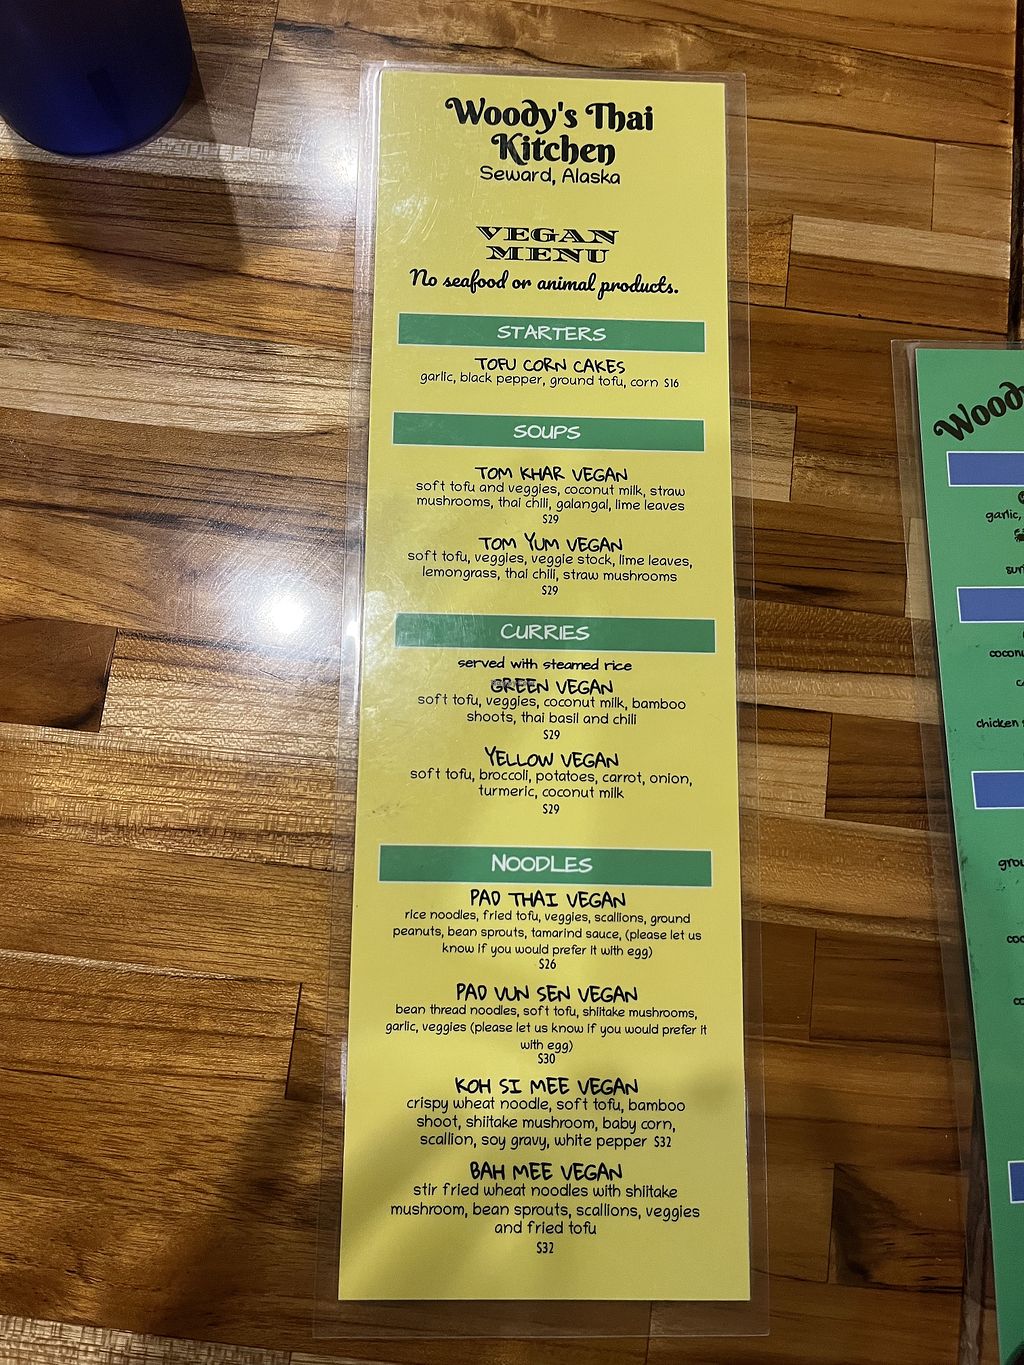 Woody's Thai
Kitchen
Seward, Alaska
VEGAN
MENU
No seafood or animal products.
STARTERS
TOFU CORN CAKES
garlic, black pepper, ground tofu, corn $16
SOUPS
TOM KHAR VEGAN
soft tofu and veggies, coconut milk, straw
mushrooms, thai chili, galangal, lime leaves
$29
TOM YUM VEGAN
soft tofu, veggies, veggie stock, lime leaves,
lemongrass, thai chili, straw mushrooms
$29
CURRIES
served with steamed rice
GREEN VEGAN
soft tofu, veggies, coconut milk, bamboo
shoots, thai basil and chili
$29
YELLOW VEGAN
soft tofu, broccoli, potatoes, carrot, onion,
turmeric, coconut milk
$29
NOODLES
PAD THAI VEGAN
rice noodles, fried tofu, veggies, scallions, ground
peanuts, bean sprouts, tamarind sauce, (please let us
know if you would prefer it with egg)
$26
PAD VUN SEN VEGAN
bean thread noodles, soft tofu, shiitake mushrooms,
garlic, veggies (please let us know if you would prefer it
with egg)
$30
KOH SI MEE VEGAN
crispy wheat noodle, soft tofu, bamboo
shoot, shiitake mushroom, baby corn,
scallion, soy gravy, white pepper $32
BAH MEE VEGAN
stir fried wheat noodles with shiitake
mushroom, bean sprouts, scallions, veggies
and fried tofu
$32
garlic,
chicken